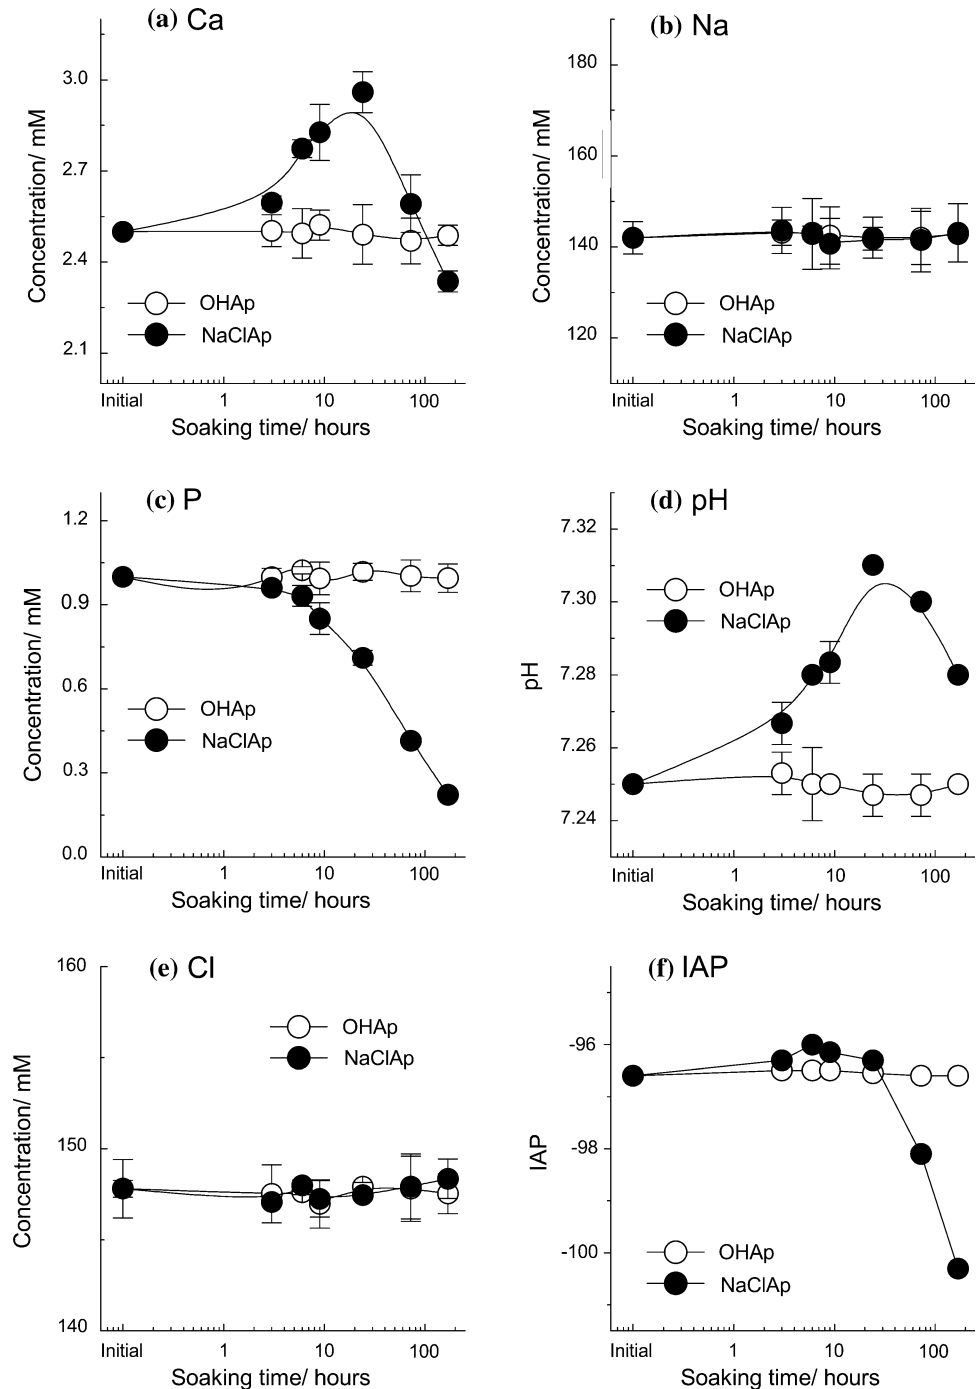 (a) Ca
3.0
2.7
2.4
2.1
Concentration/ mM
OHAp
NaClAp
Initial 1 10 100
Soaking time/ hours
(b) Na
180
160
140
120
Concentration/ mM
OHAp
NaClAp
Initial 1 10 100
Soaking time/ hours
(c) P
1.2
0.9
0.6
0.3
0.0
Concentration/ mM
OHAp
NaClAp
Initial 1 10 100
Soaking time/ hours
(d) pH
7.32
7.30
7.28
7.26
7.24
pH
OHAp
NaClAp
Initial 1 10 100
Soaking time/ hours
(e) Cl
160
150
140
Concentration/ mM
OHAp
NaClAp
Initial 1 10 100
Soaking time/ hours
(f) IAP
-96
-98
-100
IAP
OHAp
NaClAp
Initial 1 10 100
Soaking time/ hours